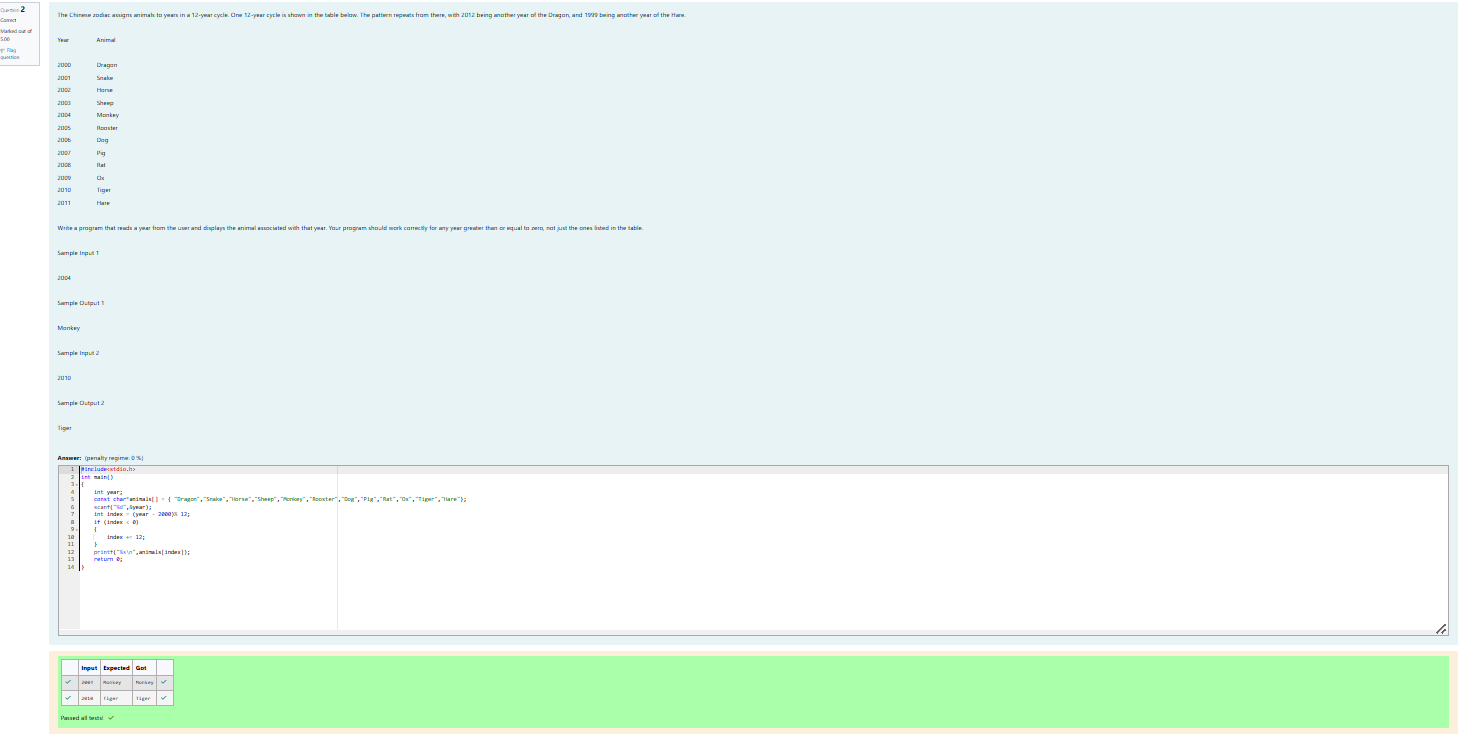 Question 2
Correct
Marked out of
5.00
Flag
question
The Chinese zodiac assigns animals to years in a 12-year cycle. One 12-year cycle is shown in the table below. The pattern repeats from there, with 2012 being another year of the Dragon, and 1999 being another year of the Hare.
Year Animal
2000 Dragon
2001 Snake
2002 Horse
2003 Sheep
2004 Monkey
2005 Rooster
2006 Dog
2007 Pig
2008 Rat
2009 Ox
2010 Tiger
2011 Hare
Write a program that reads a year from the user and displays the animal associated with that year. Your program should work correctly for any year greater than or equal to zero, not just the ones listed in the table.
Sample Input 1
2004
Sample Output 1
Monkey
Sample Input 2
2010
Sample Output 2
Tiger
Answer: (penalty regime: 0 %)
1 #include<stdio.h>
2 int main()
3 {
4 int year;
5 const char*animals[] = { "Dragon","Snake","Horse","Sheep","Monkey","Rooster","Dog","Pig","Rat","Ox","Tiger","Hare"};
6 scanf("%d",&year);
7 int index = (year - 2000)% 12;
8 if (index < 0)
9 {
10 index += 12;
11 }
12 printf("%s\n",animals[index]);
13 return 0;
14 }
Input Expected Got
2004 Monkey Monkey
2010 Tiger Tiger
Passed all tests!